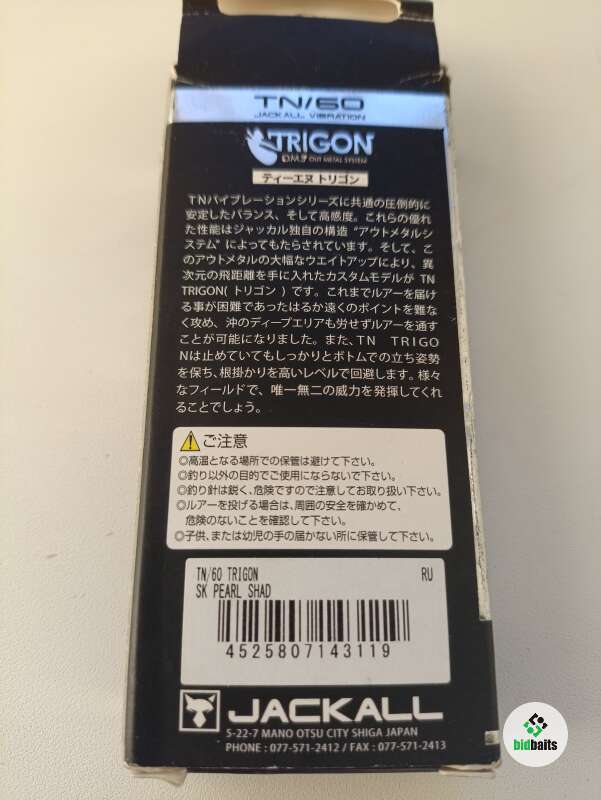 TN/60
JACKALL VIBRATION
TRIGON
O.M.S OUT METAL SYSTEM
ティーエヌ トリゴン
TNバイブレーションシリーズに共通の圧倒的に
安定したバランス、そして高感度。これらの優れ
た性能はジャッカル独自の構造 "アウトメタルシ
ステム" によってもたらされています。そして、こ
のアウトメタルの大幅なウエイトアップにより、異
次元の飛距離を手に入れたカスタムモデルが TN
TRIGON(トリゴン) です。これまでルアーを届け
る事が困難であったはるか遠くのポイントを難な
く攻め、沖のディープエリアも労せずルアーを通す
ことが可能になりました。また、TN TRIGO
Nは止めていてもしっかりとボトムでの立ち姿勢
を保ち、根掛かりを高いレベルで回避します。様々
なフィールドで、唯一無二の威力を発揮してくれ
ることでしょう。
ご注意
◎高温となる場所での保管は避けて下さい。
◎釣り以外の目的でご使用にならないで下さい。
◎釣り針は鋭く、危険ですので注意してお取り扱い下さい。
◎ルアーを投げる場合は、周囲の安全を確かめて、
危険のないことを確認して下さい。
◎子供、または幼児の手の届かない所に保管して下さい。
TN/60 TRIGON RU
SK PEARL SHAD
4525807143119
JACKALL
5-22-7 MANO OTSU CITY SHIGA JAPAN
PHONE : 077-571-2412 / FAX : 077-571-2413
bidbaits